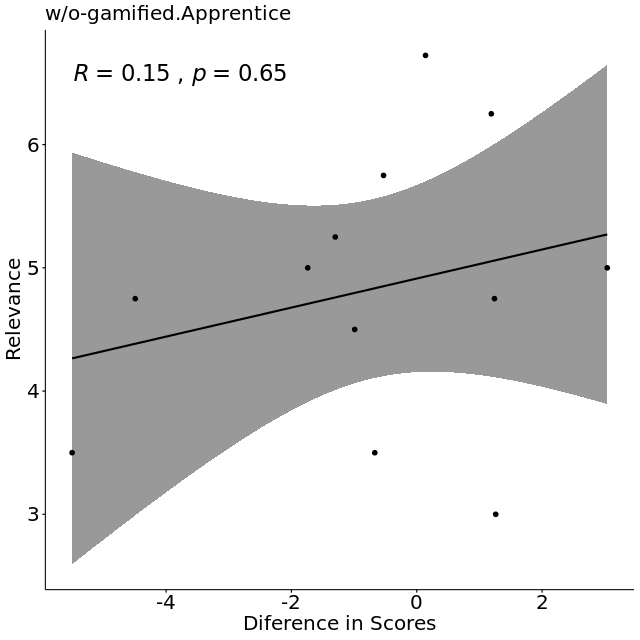 w/o-gamified.Apprentice
R = 0.15 , p = 0.65
6
5
4
3
Relevance
-4 -2 0 2
Diference in Scores